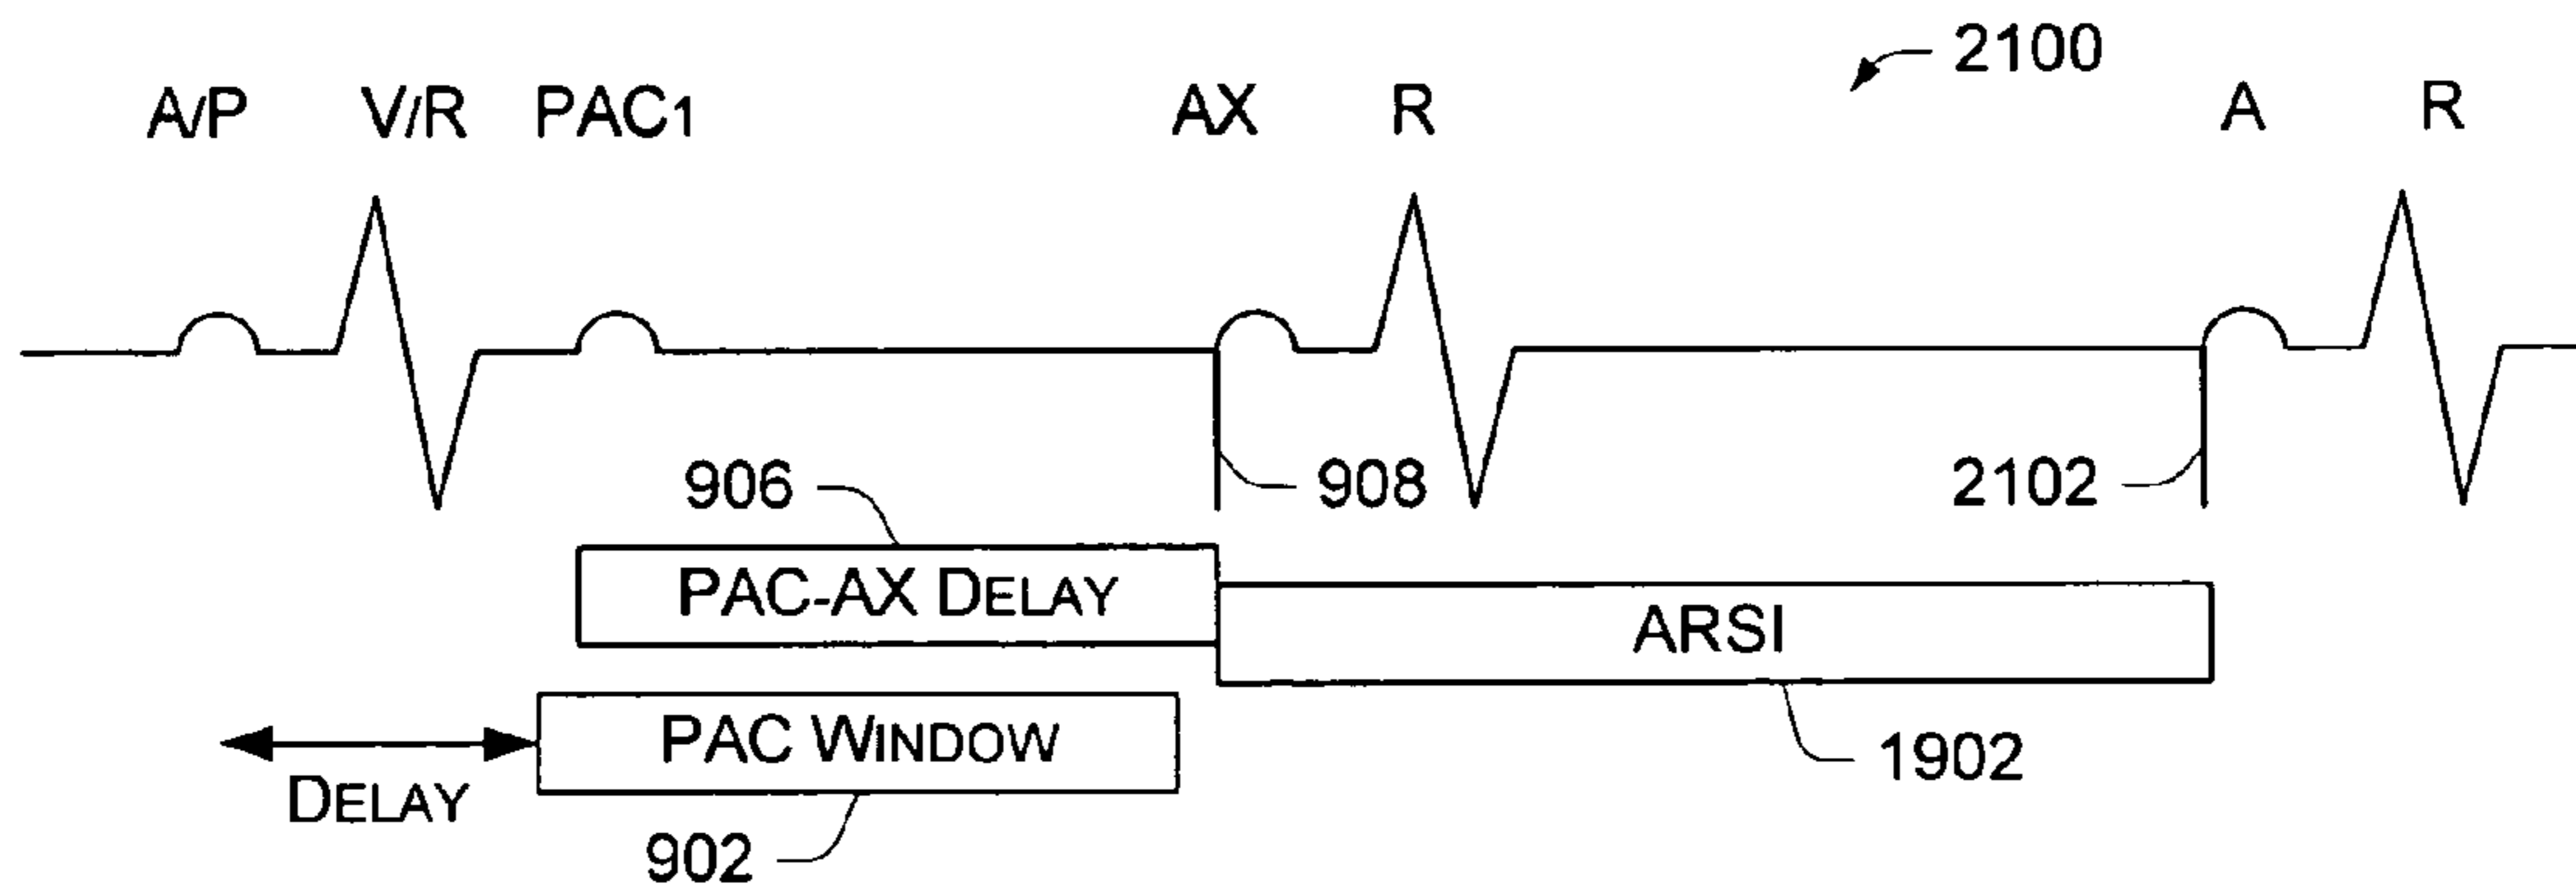 2100
A/P V/R PAC1 AX R A R
906 908 2102
PAC-AX DELAY
ARSI
PAC WINDOW
1902
DELAY
902